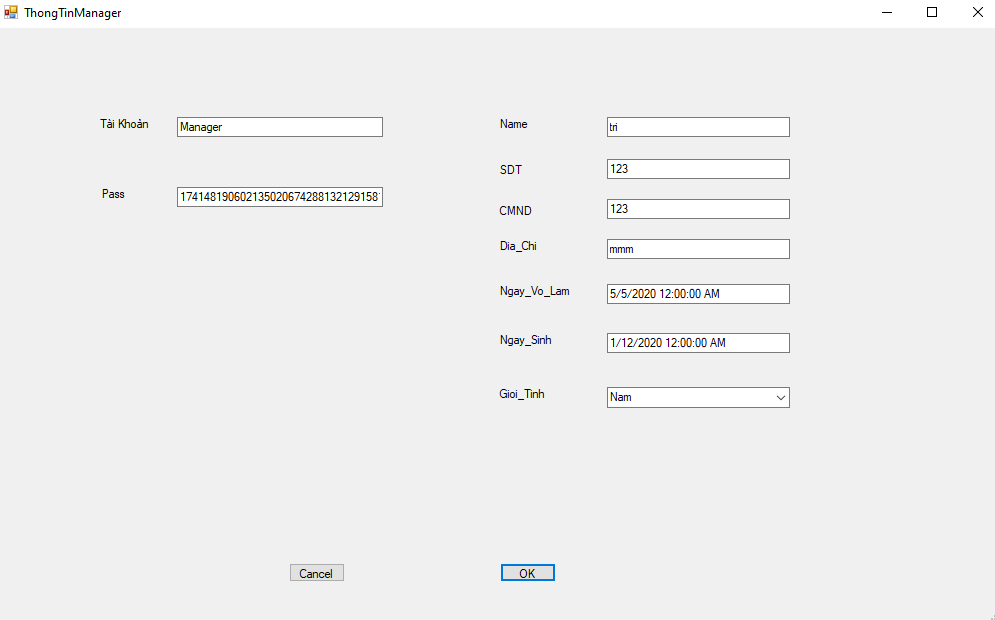 ThongTinManager
Tài Khoản
Manager
Pass
174148190602135020674288132129158
Name
tri
SDT
123
CMND
123
Dia_Chi
mmm
Ngay_Vo_Lam
5/5/2020 12:00:00 AM
Ngay_Sinh
1/12/2020 12:00:00 AM
Gioi_Tinh
Nam
Cancel
OK